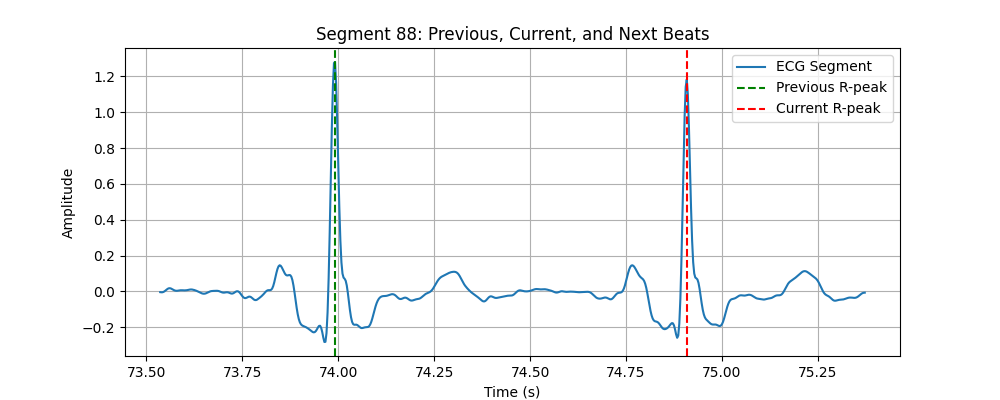 Segment 88: Previous, Current, and Next Beats
ECG Segment
Previous R-peak
Current R-peak
Amplitude
1.2
1.0
0.8
0.6
0.4
0.2
0.0
−0.2
73.50 73.75 74.00 74.25 74.50 74.75 75.00 75.25
Time (s)